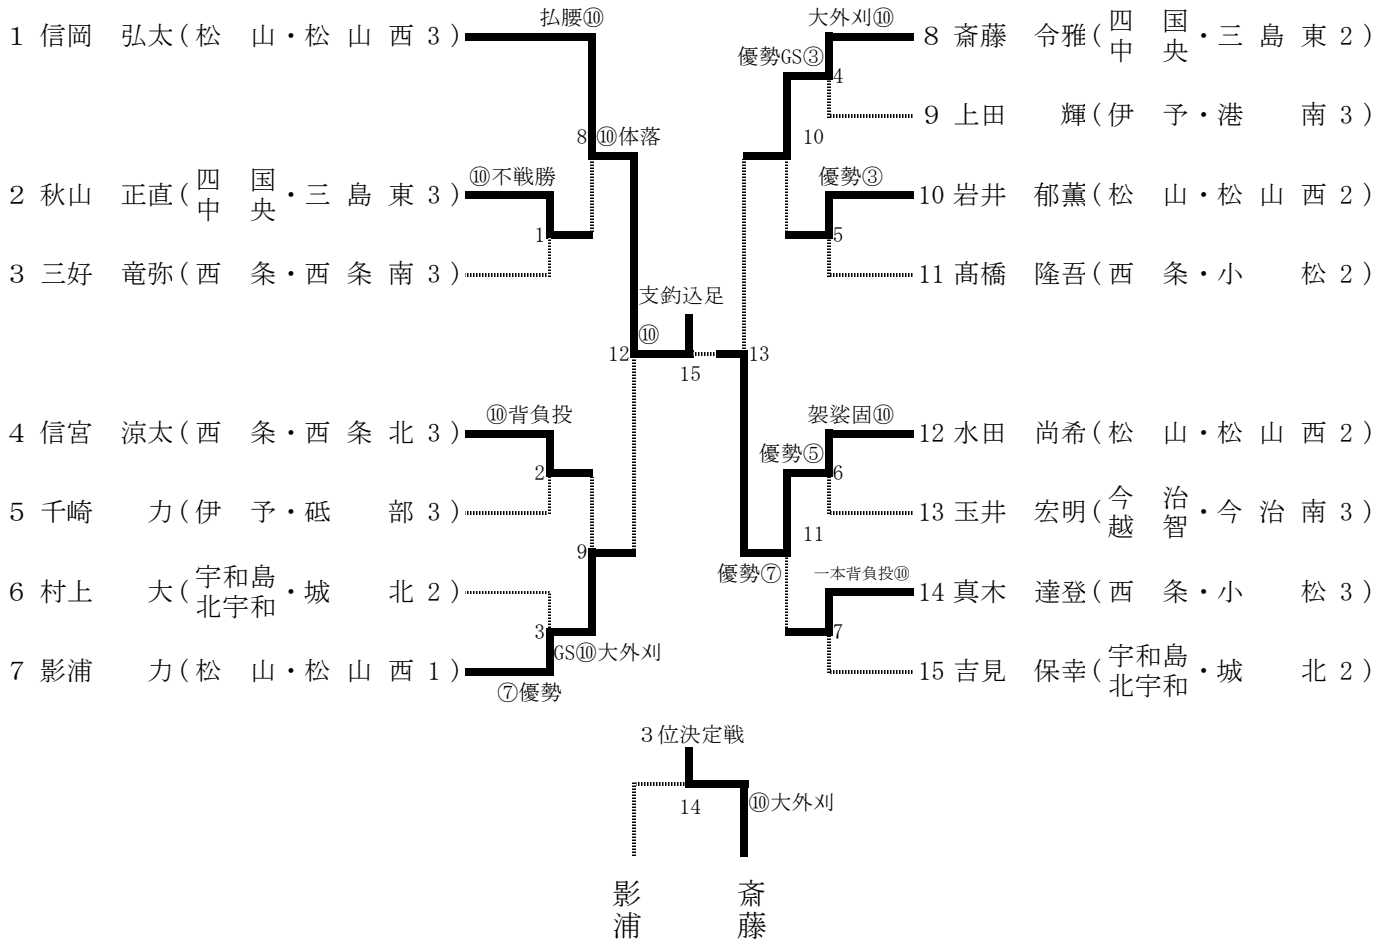 払腰⑩
1 信岡 弘太(松 山・松 山 西 3)
8
⑩体落
⑩不戦勝
2 秋山 正直(四国中央・三 島 東 3)
1
3 三好 竜弥(西 条・西 条 南 3)
支釣込足
⑩
12
15
⑩背負投
4 信宮 涼太(西 条・西 条 北 3)
2
5 千崎 力(伊 予・砥 部 3)
9
6 村上 大(宇和島北宇和・城 北 2)
3
GS⑩大外刈
7 影浦 力(松 山・松 山 西 1)
⑦優勢
大外刈⑩
8 斎藤 令雅(四国中央・三 島 東 2)
優勢GS③
4
9 上田 輝(伊 予・港 南 3)
10
優勢③
10 岩井 郁薫(松 山・松 山 西 2)
5
11 髙橋 隆吾(西 条・小 松 2)
13
袈裟固⑩
12 水田 尚希(松 山・松 山 西 2)
優勢⑤
6
13 玉井 宏明(今治越智・今 治 南 3)
11
優勢⑦
一本背負投⑩
14 真木 達登(西 条・小 松 3)
7
15 吉見 保幸(宇和島北宇和・城 北 2)
3位決定戦
14
⑩大外刈
影浦
斎藤